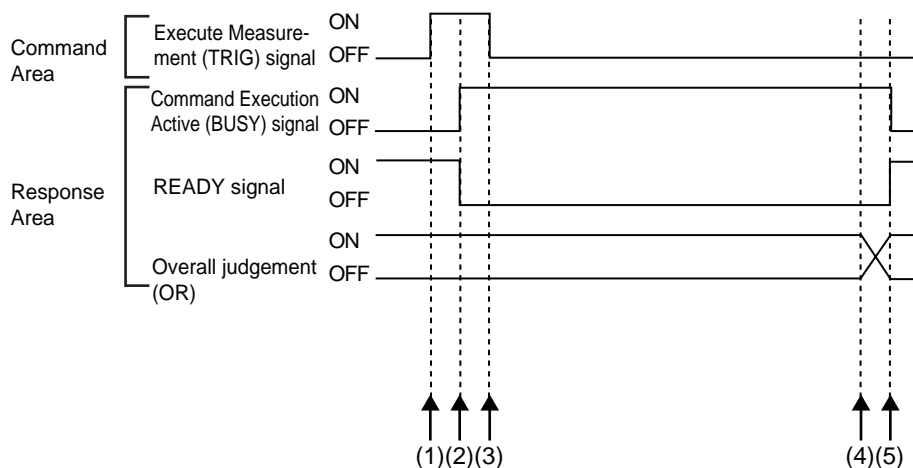 Command
Area
Execute Measure-
ment (TRIG) signal
ON
OFF
Response
Area
Command Execution
Active (BUSY) signal
ON
OFF
READY signal
ON
OFF
Overall judgement
(OR)
ON
OFF
(1)(2)(3)
(4)(5)